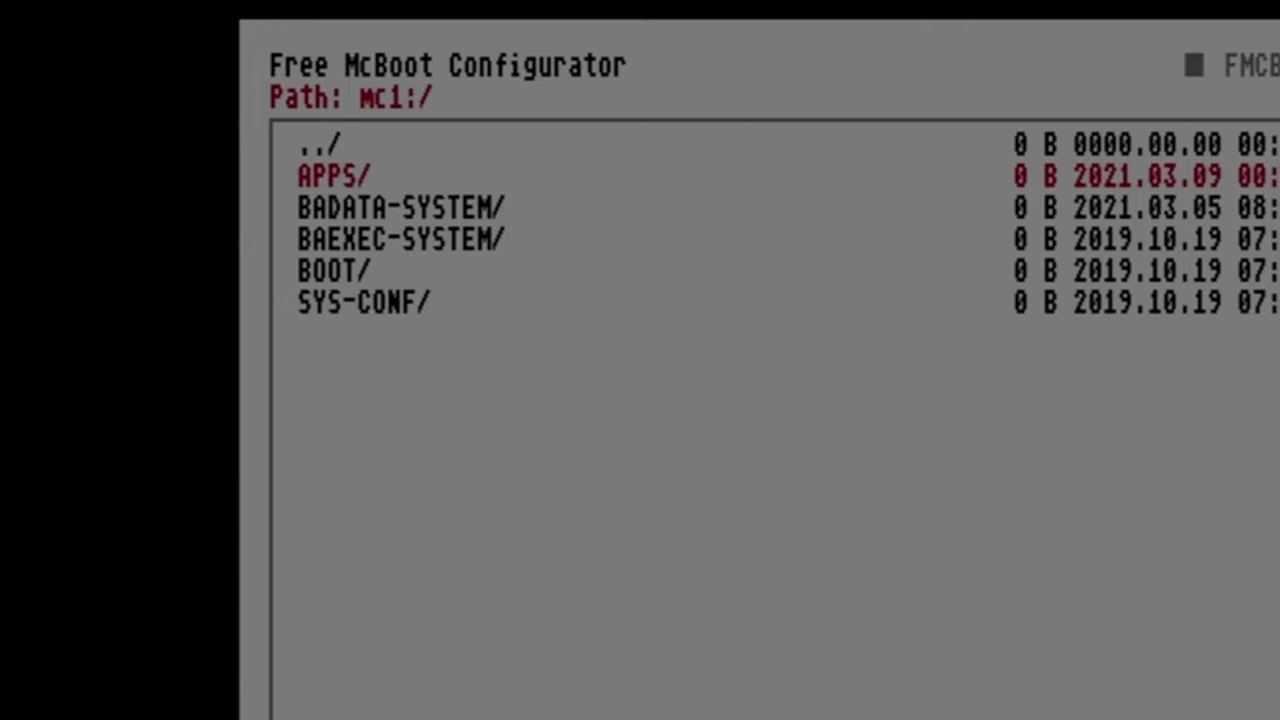 Free McBoot Configurator ■ FMCB
Path: mc1:/
../ 0 B 0000.00.00 00:
APPS/ 0 B 2021.03.09 00:
BADATA-SYSTEM/ 0 B 2021.03.05 08:
BAEXEC-SYSTEM/ 0 B 2019.10.19 07:
BOOT/ 0 B 2019.10.19 07:
SYS-CONF/ 0 B 2019.10.19 07: